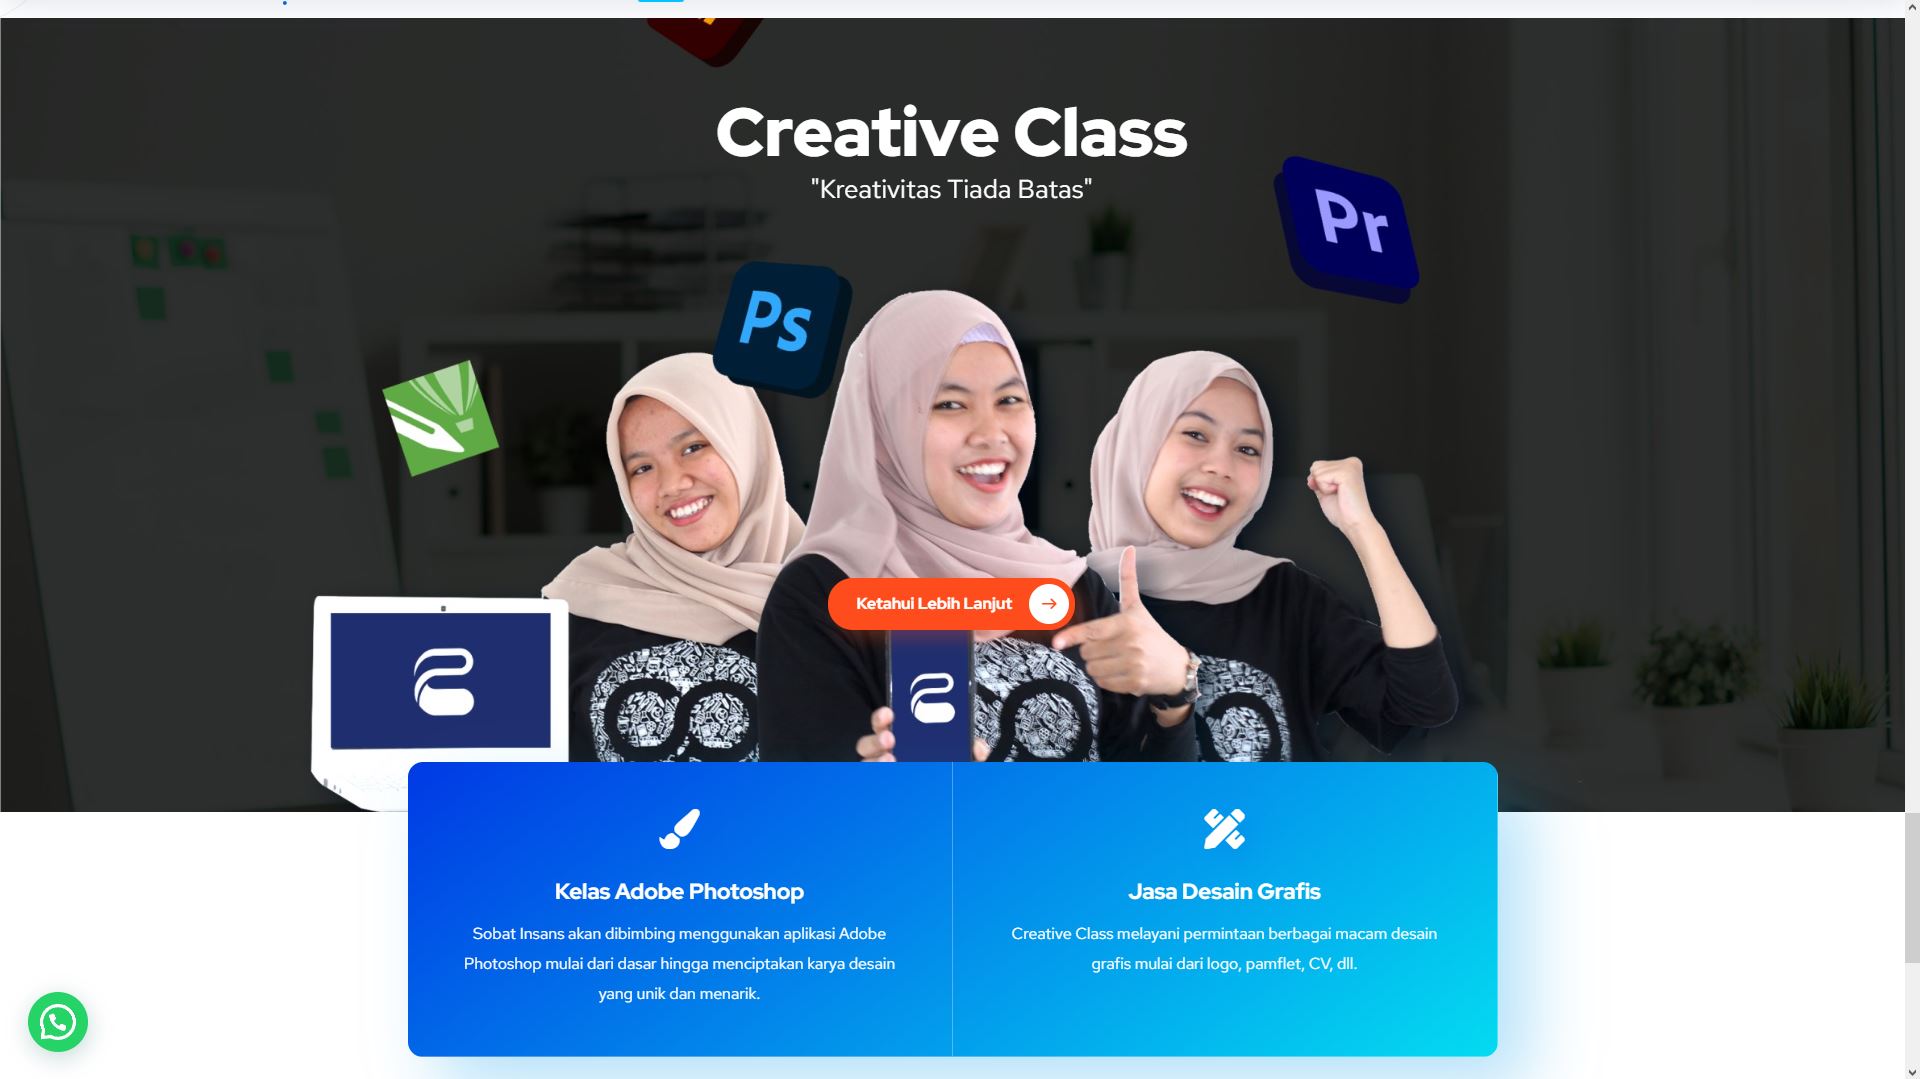 Creative Class
"Kreativitas Tiada Batas"
Pr
Ps
Ketahui Lebih Lanjut
Kelas Adobe Photoshop
Sobat Insans akan dibimbing menggunakan aplikasi Adobe
Photoshop mulai dari dasar hingga menciptakan karya desain
yang unik dan menarik.
Jasa Desain Grafis
Creative Class melayani permintaan berbagai macam desain
grafis mulai dari logo, pamflet, CV, dll.